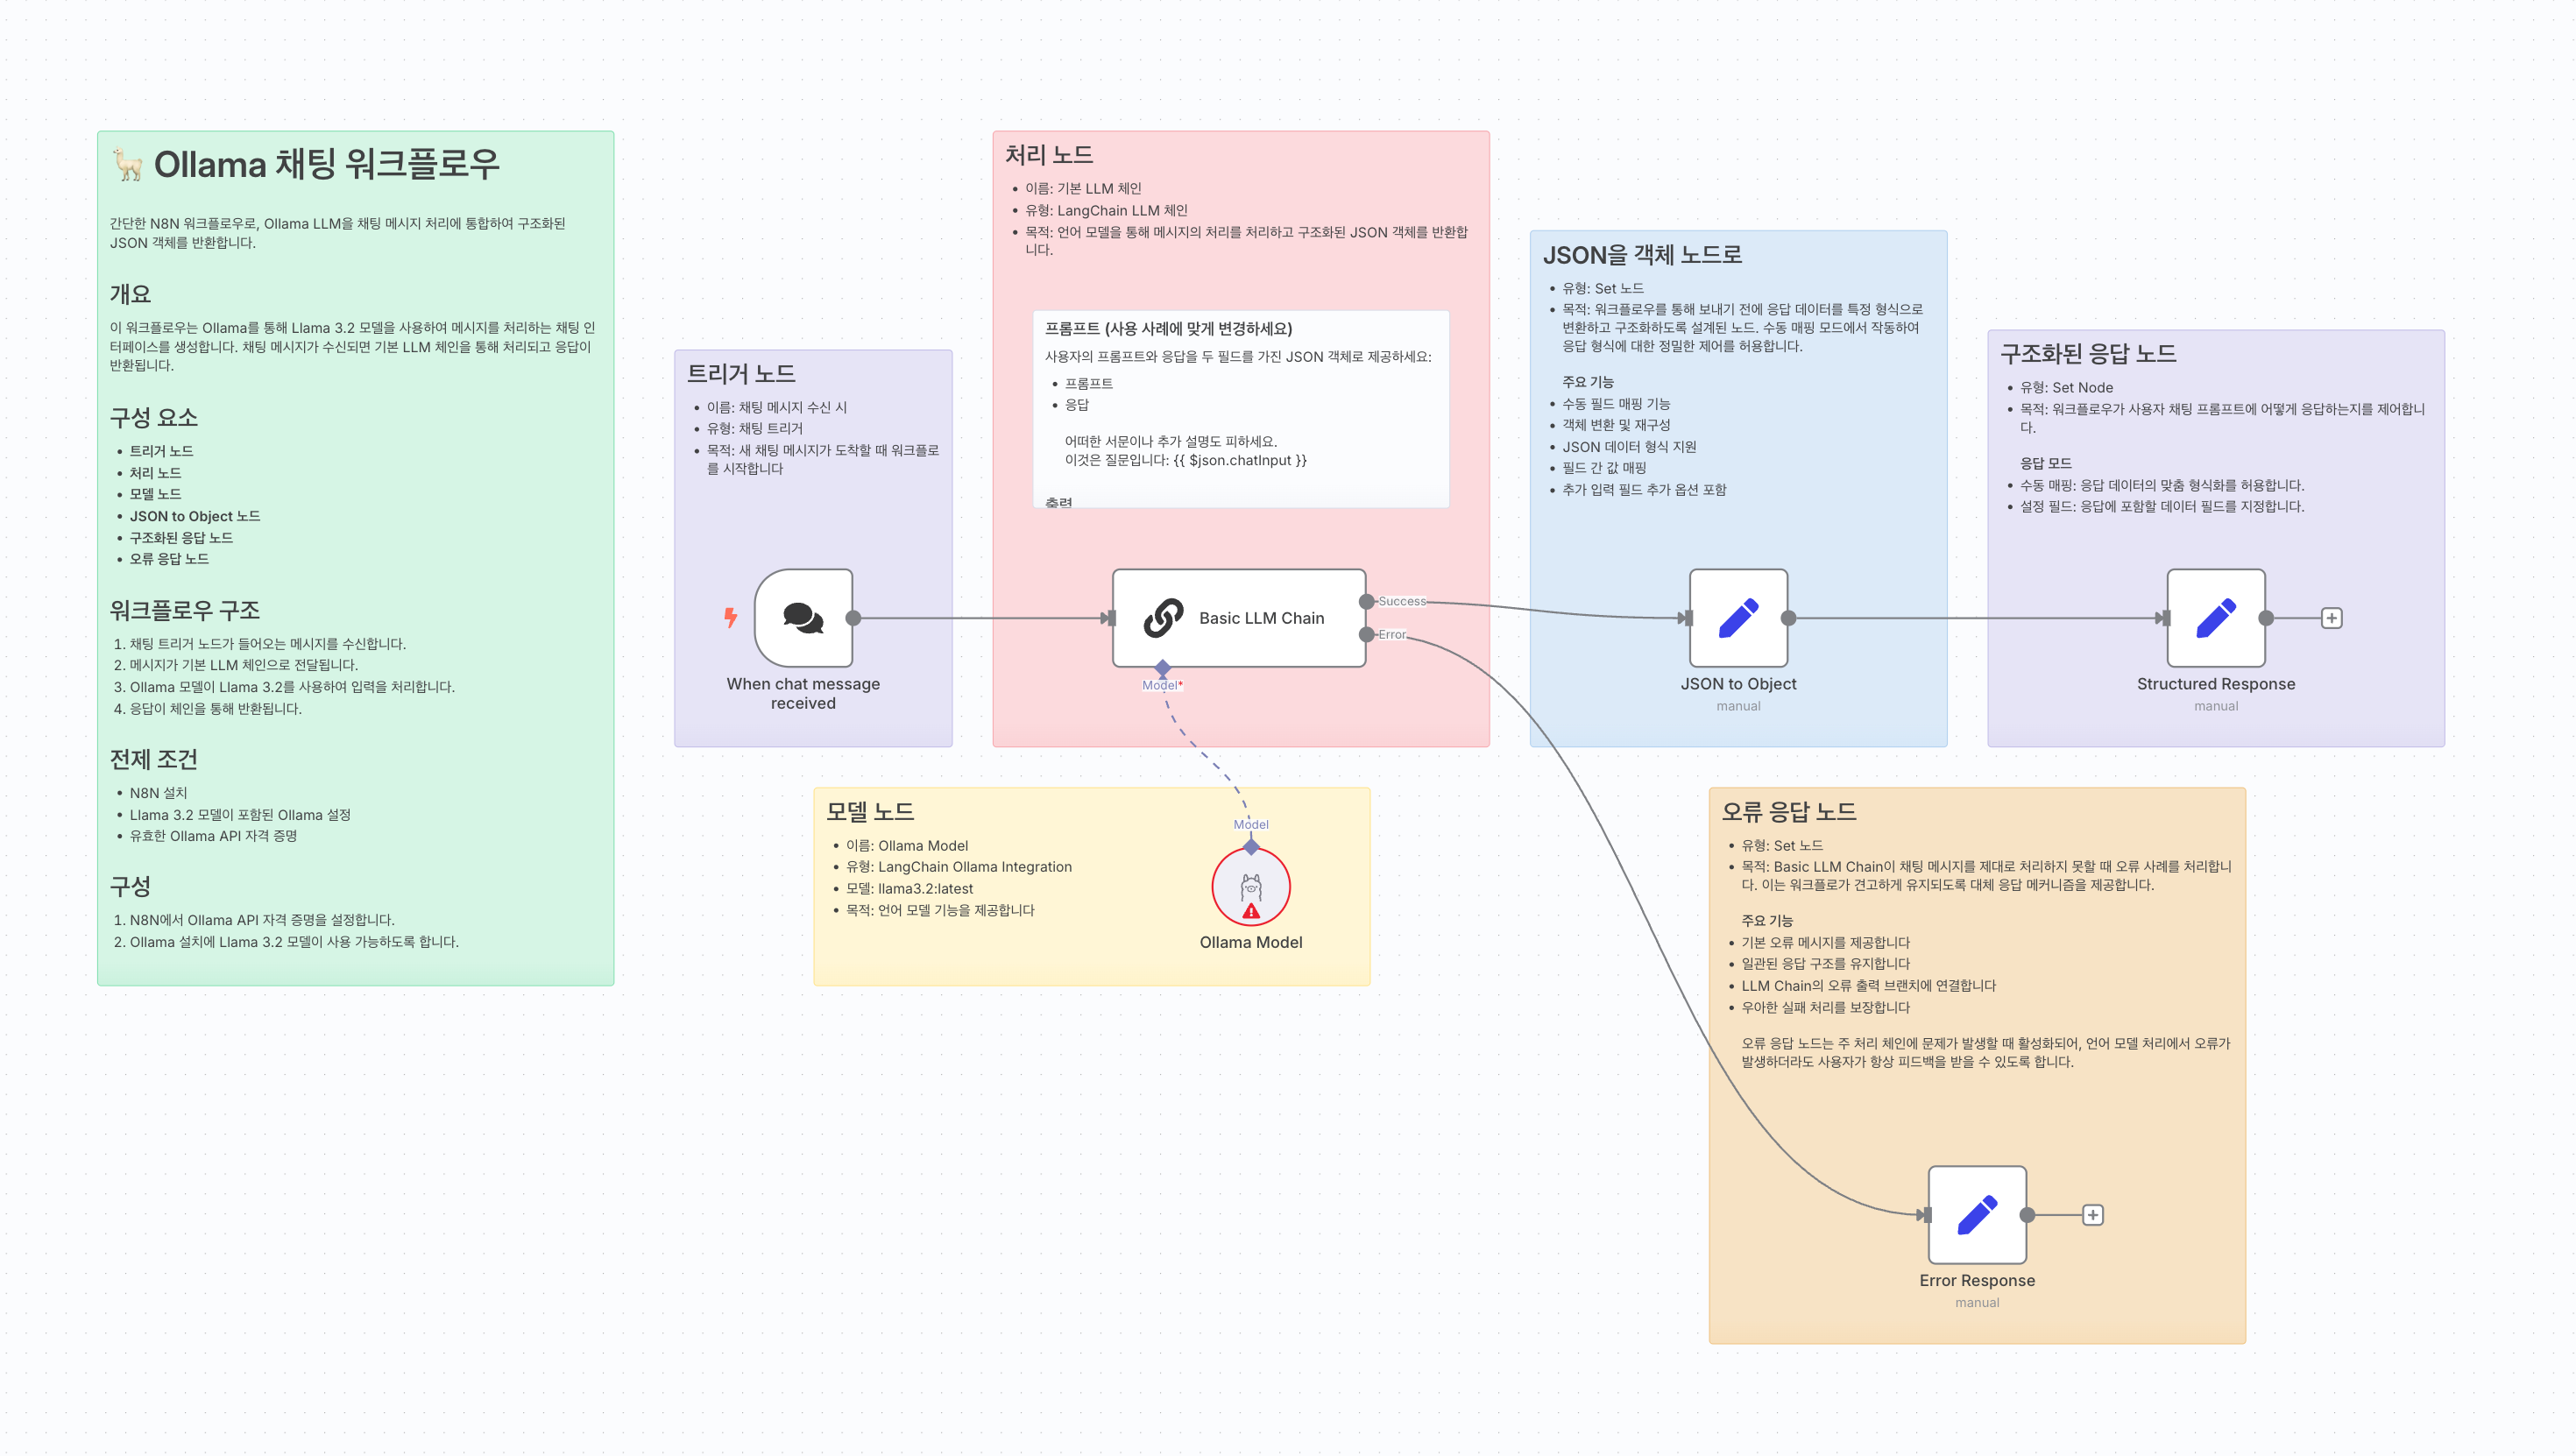 🦙 Ollama 채팅 워크플로우
간단한 N8N 워크플로우로, Ollama LLM을 채팅 메시지 처리에 통합하여 구조화된
JSON 객체를 반환합니다.
개요
이 워크플로우는 Ollama를 통해 Llama 3.2 모델을 사용하여 메시지를 처리하는 채팅 인
터페이스를 생성합니다. 채팅 메시지가 수신되면 기본 LLM 체인을 통해 처리되고 응답이
반환됩니다.
구성 요소
• 트리거 노드
• 처리 노드
• 모델 노드
• JSON to Object 노드
• 구조화된 응답 노드
• 오류 응답 노드
워크플로우 구조
1. 채팅 트리거 노드가 들어오는 메시지를 수신합니다.
2. 메시지가 기본 LLM 체인으로 전달됩니다.
3. Ollama 모델이 Llama 3.2를 사용하여 입력을 처리합니다.
4. 응답이 체인을 통해 반환됩니다.
전제 조건
• N8N 설치
• Llama 3.2 모델이 포함된 Ollama 설정
• 유효한 Ollama API 자격 증명
구성
1. N8N에서 Ollama API 자격 증명을 설정합니다.
2. Ollama 설치에 Llama 3.2 모델이 사용 가능하도록 합니다.
트리거 노드
• 이름: 채팅 메시지 수신 시
• 유형: 채팅 트리거
• 목적: 새 채팅 메시지가 도착할 때 워크플로
를 시작합니다
When chat message
received
처리 노드
• 이름: 기본 LLM 체인
• 유형: LangChain LLM 체인
• 목적: 언어 모델을 통해 메시지의 처리를 처리하고 구조화된 JSON 객체를 반환합
니다.
프롬프트 (사용 사례에 맞게 변경하세요)
사용자의 프롬프트와 응답을 두 필드를 가진 JSON 객체로 제공하세요:
• 프롬프트
• 응답
어떠한 서문이나 추가 설명도 피하세요.
이것은 질문입니다: {{ $json.chatInput }}
출력
Basic LLM Chain
Success
Error
Model*
모델 노드
• 이름: Ollama Model
• 유형: LangChain Ollama Integration
• 모델: llama3.2:latest
• 목적: 언어 모델 기능을 제공합니다
Model
Ollama Model
JSON을 객체 노드로
• 유형: Set 노드
• 목적: 워크플로우를 통해 보내기 전에 응답 데이터를 특정 형식으로
변환하고 구조화하도록 설계된 노드. 수동 매핑 모드에서 작동하여
응답 형식에 대한 정밀한 제어를 허용합니다.
주요 기능
• 수동 필드 매핑 기능
• 객체 변환 및 재구성
• JSON 데이터 형식 지원
• 필드 간 값 매핑
• 추가 입력 필드 추가 옵션 포함
JSON to Object
manual
구조화된 응답 노드
• 유형: Set Node
• 목적: 워크플로우가 사용자 채팅 프롬프트에 어떻게 응답하는지를 제어합니
다.
응답 모드
• 수동 매핑: 응답 데이터의 맞춤 형식화를 허용합니다.
• 설정 필드: 응답에 포함할 데이터 필드를 지정합니다.
Structured Response
manual
오류 응답 노드
• 유형: Set 노드
• 목적: Basic LLM Chain이 채팅 메시지를 제대로 처리하지 못할 때 오류 사례를 처리합니
다. 이는 워크플로가 견고하게 유지되도록 대체 응답 메커니즘을 제공합니다.
주요 기능
• 기본 오류 메시지를 제공합니다
• 일관된 응답 구조를 유지합니다
• LLM Chain의 오류 출력 브랜치에 연결합니다
• 우아한 실패 처리를 보장합니다
오류 응답 노드는 주 처리 체인에 문제가 발생할 때 활성화되어, 언어 모델 처리에서 오류가
발생하더라도 사용자가 항상 피드백을 받을 수 있도록 합니다.
Error Response
manual